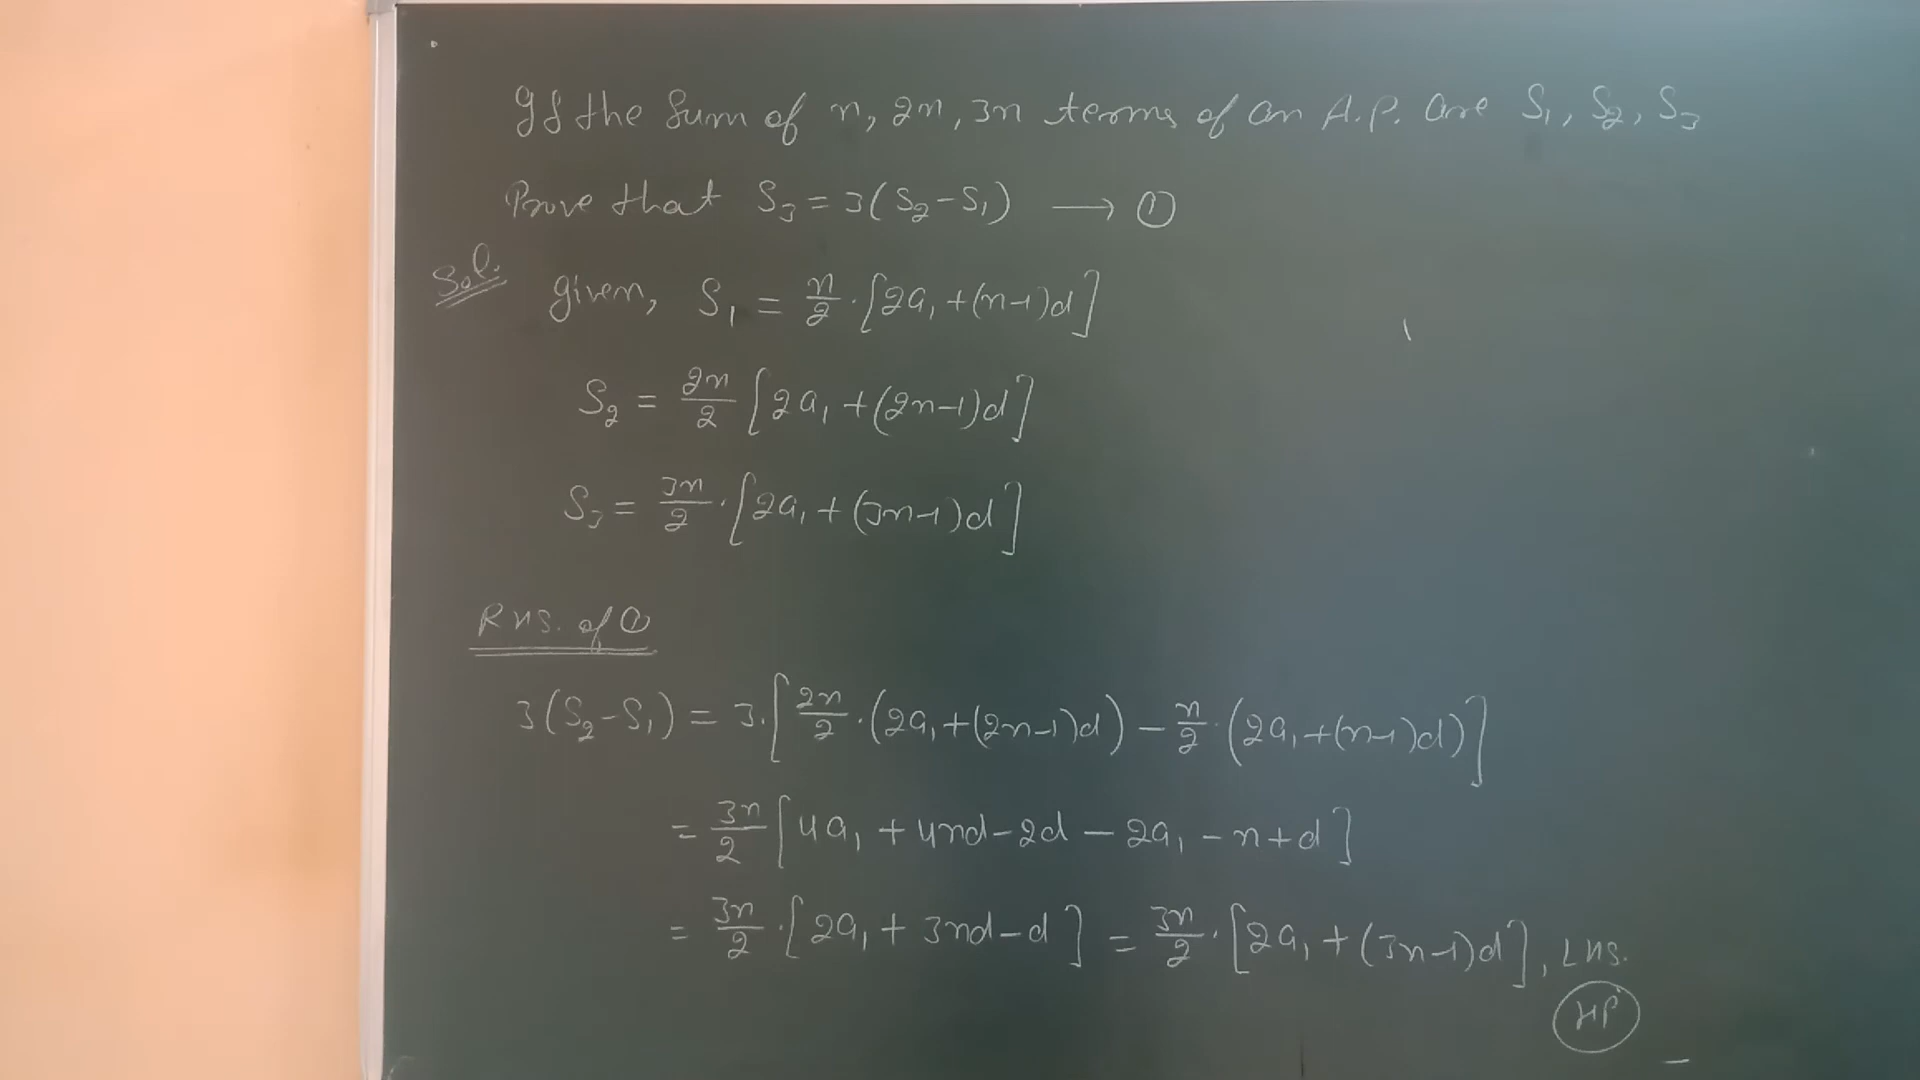 If the sum of n, 2n, 3n terms of an A.P. are S₁, S₂, S₃
Prove that S₃ = 3(S₂-S₁) → ①
Sol. given, S₁ = n/2 · [2a₁ + (n-1)d]
S₂ = 2n/2 [2a₁ + (2n-1)d]
S₃ = 3n/2 · [2a₁ + (3n-1)d]
RHS. of ①
3(S₂-S₁) = 3·[2n/2 · (2a₁+(2n-1)d) - n/2 · (2a₁+(n-1)d)]
= 3n/2 [4a₁ + 4nd - 2d - 2a₁ - n + d]
= 3n/2 · [2a₁ + 3nd - d] = 3n/2 · [2a₁ + (3n-1)d], LHS.
HP